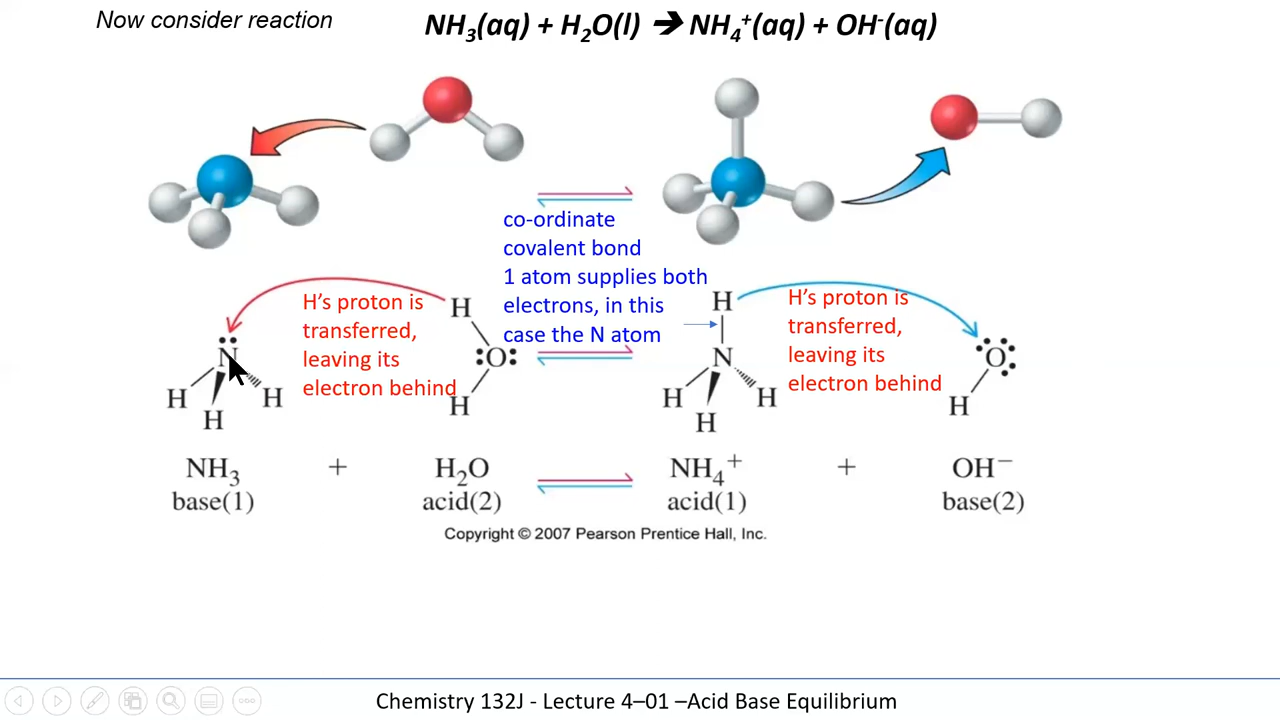 Now consider reaction
NH₃(aq) + H₂O(l) ➔ NH₄⁺(aq) + OH⁻(aq)
co-ordinate
covalent bond
1 atom supplies both
electrons, in this
case the N atom
H's proton is
transferred,
leaving its
electron behind
H's proton is
transferred,
leaving its
electron behind
N
H
H
H
H
:O:
H
H
N
H
H
H
O
H
NH₃ + H₂O ⇌ NH₄⁺ + OH⁻
base(1) acid(2) acid(1) base(2)
Copyright © 2007 Pearson Prentice Hall, Inc.
Chemistry 132J - Lecture 4–01 –Acid Base Equilibrium